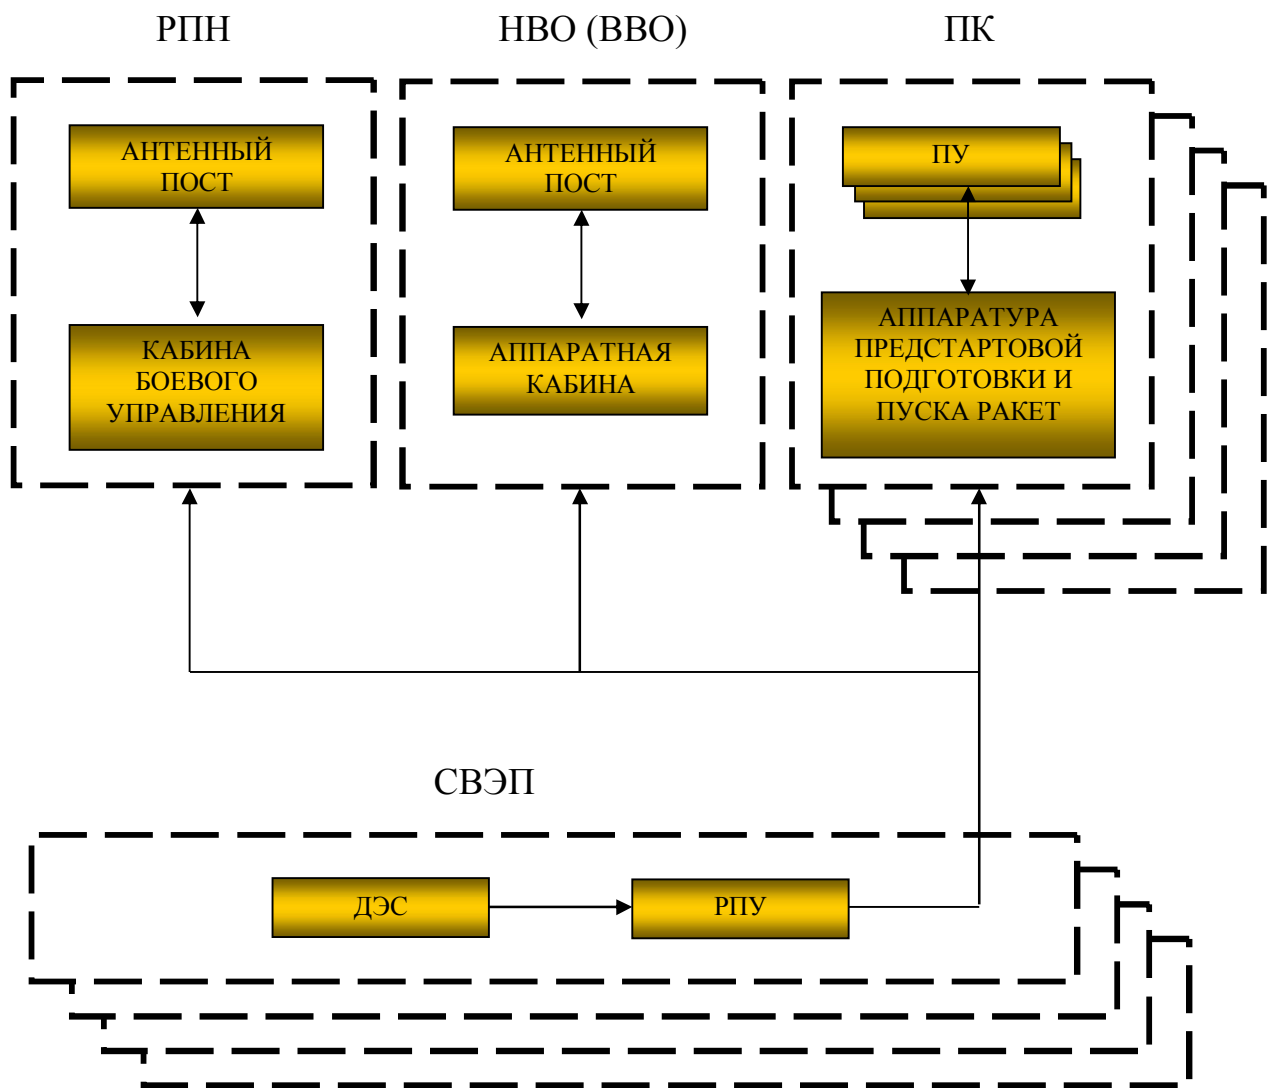 РПН
НВО (ВВО)
ПК
АНТЕННЫЙ
ПОСТ
КАБИНА
БОЕВОГО
УПРАВЛЕНИЯ
АНТЕННЫЙ
ПОСТ
АППАРАТНАЯ
КАБИНА
ПУ
АППАРАТУРА
ПРЕДСТАРТОВОЙ
ПОДГОТОВКИ И
ПУСКА РАКЕТ
СВЭП
ДЭС
РПУ